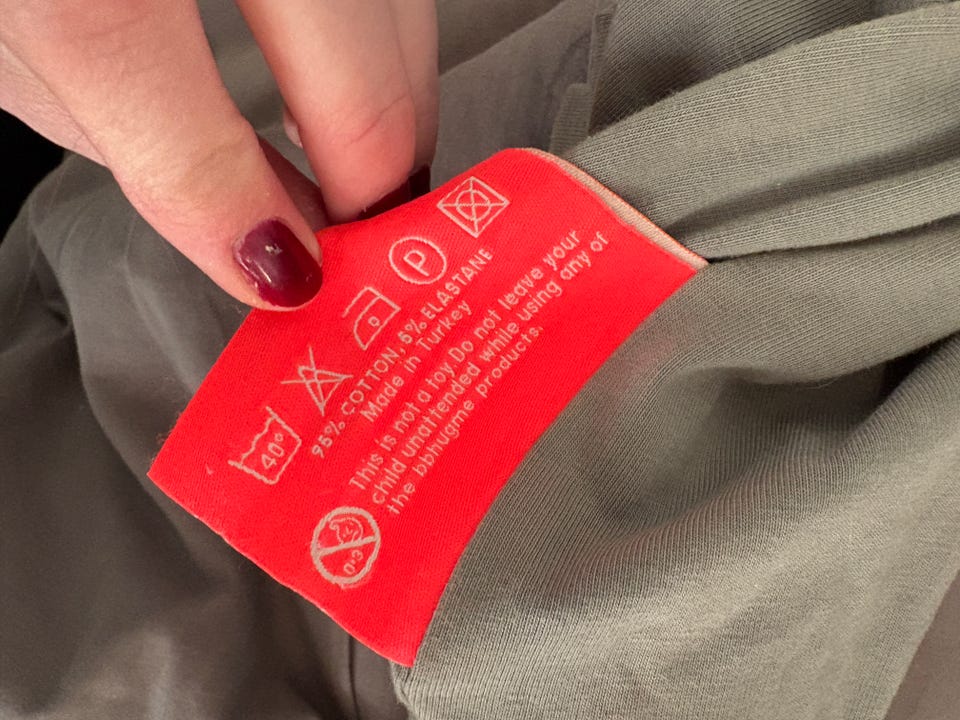 40°
P
95% COTTON, 5% ELASTANE
Made in Turkey
This is not a toy. Do not leave your
child unattended while using any of
the bbhugme products.
0-3